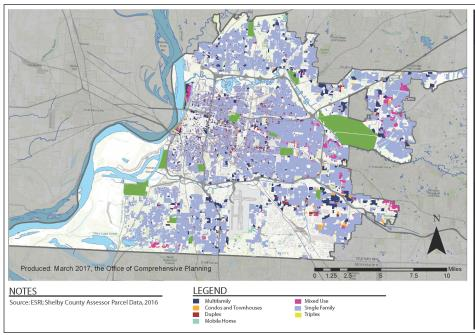 N
Miles
0 1.25 2.5 5 7.5 10
Produced: March 2017, the Office of Comprehensive Planning
NOTES
Source: ESRI; Shelby County Assessor Parcel Data, 2016
LEGEND
Multifamily
Condos and Townhouses
Duplex
Mobile Home
Mixed Use
Single Family
Triplex